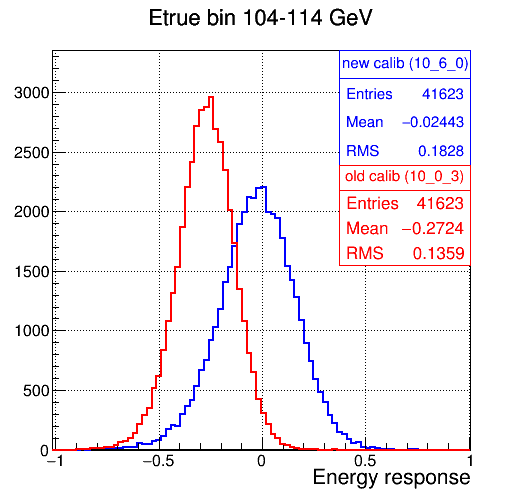 Etrue bin 104-114 GeV
new calib (10_6_0)
Entries 41623
Mean −0.02443
RMS 0.1828
old calib (10_0_3)
Entries 41623
Mean −0.2724
RMS 0.1359
3000
2500
2000
1500
1000
500
0
−1 −0.5 0 0.5 1
Energy response